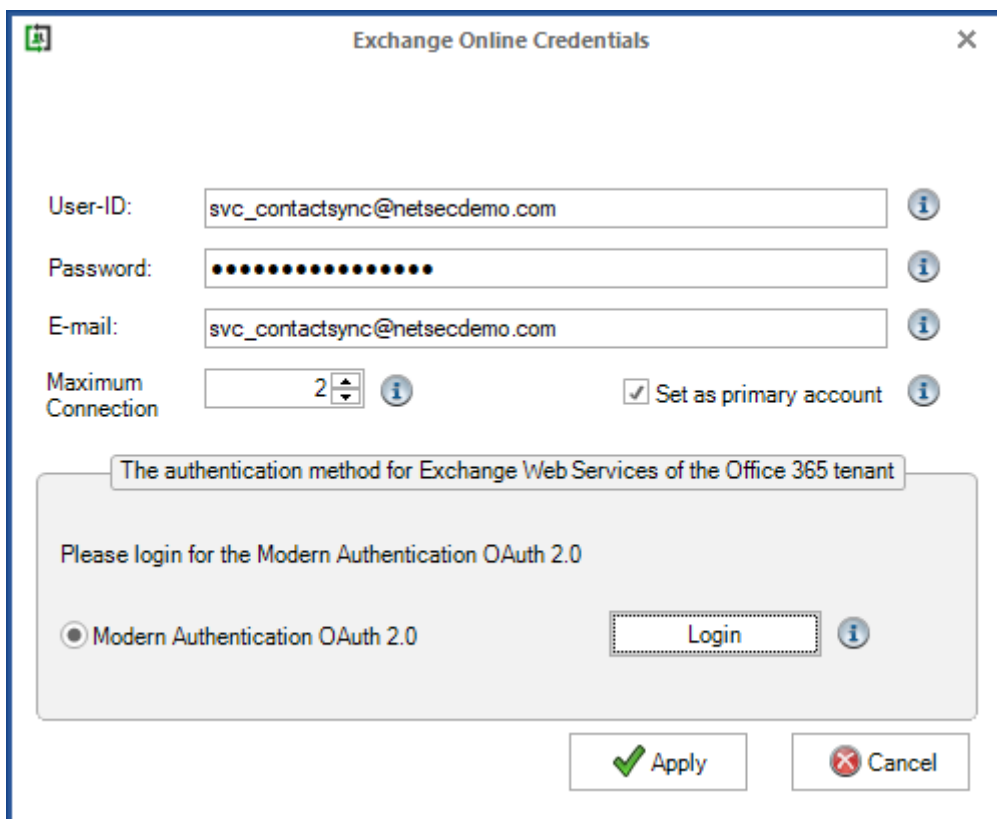 Exchange Online Credentials
User-ID:
svc_contactsync@netsecdemo.com
Password:
••••••••••••••••
E-mail:
svc_contactsync@netsecdemo.com
Maximum
Connection
2
Set as primary account
The authentication method for Exchange Web Services of the Office 365 tenant
Please login for the Modern Authentication OAuth 2.0
Modern Authentication OAuth 2.0
Login
Apply
Cancel